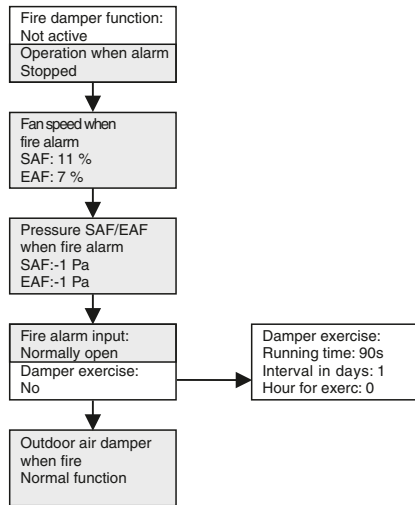 Fire damper function:
Not active
Operation when alarm
Stopped
Fan speed when
fire alarm
SAF: 11 %
EAF: 7 %
Pressure SAF/EAF
when fire alarm
SAF:-1 Pa
EAF:-1 Pa
Fire alarm input:
Normally open
Damper exercise:
No
Damper exercise:
Running time: 90s
Interval in days: 1
Hour for exerc: 0
Outdoor air damper
when fire
Normal function